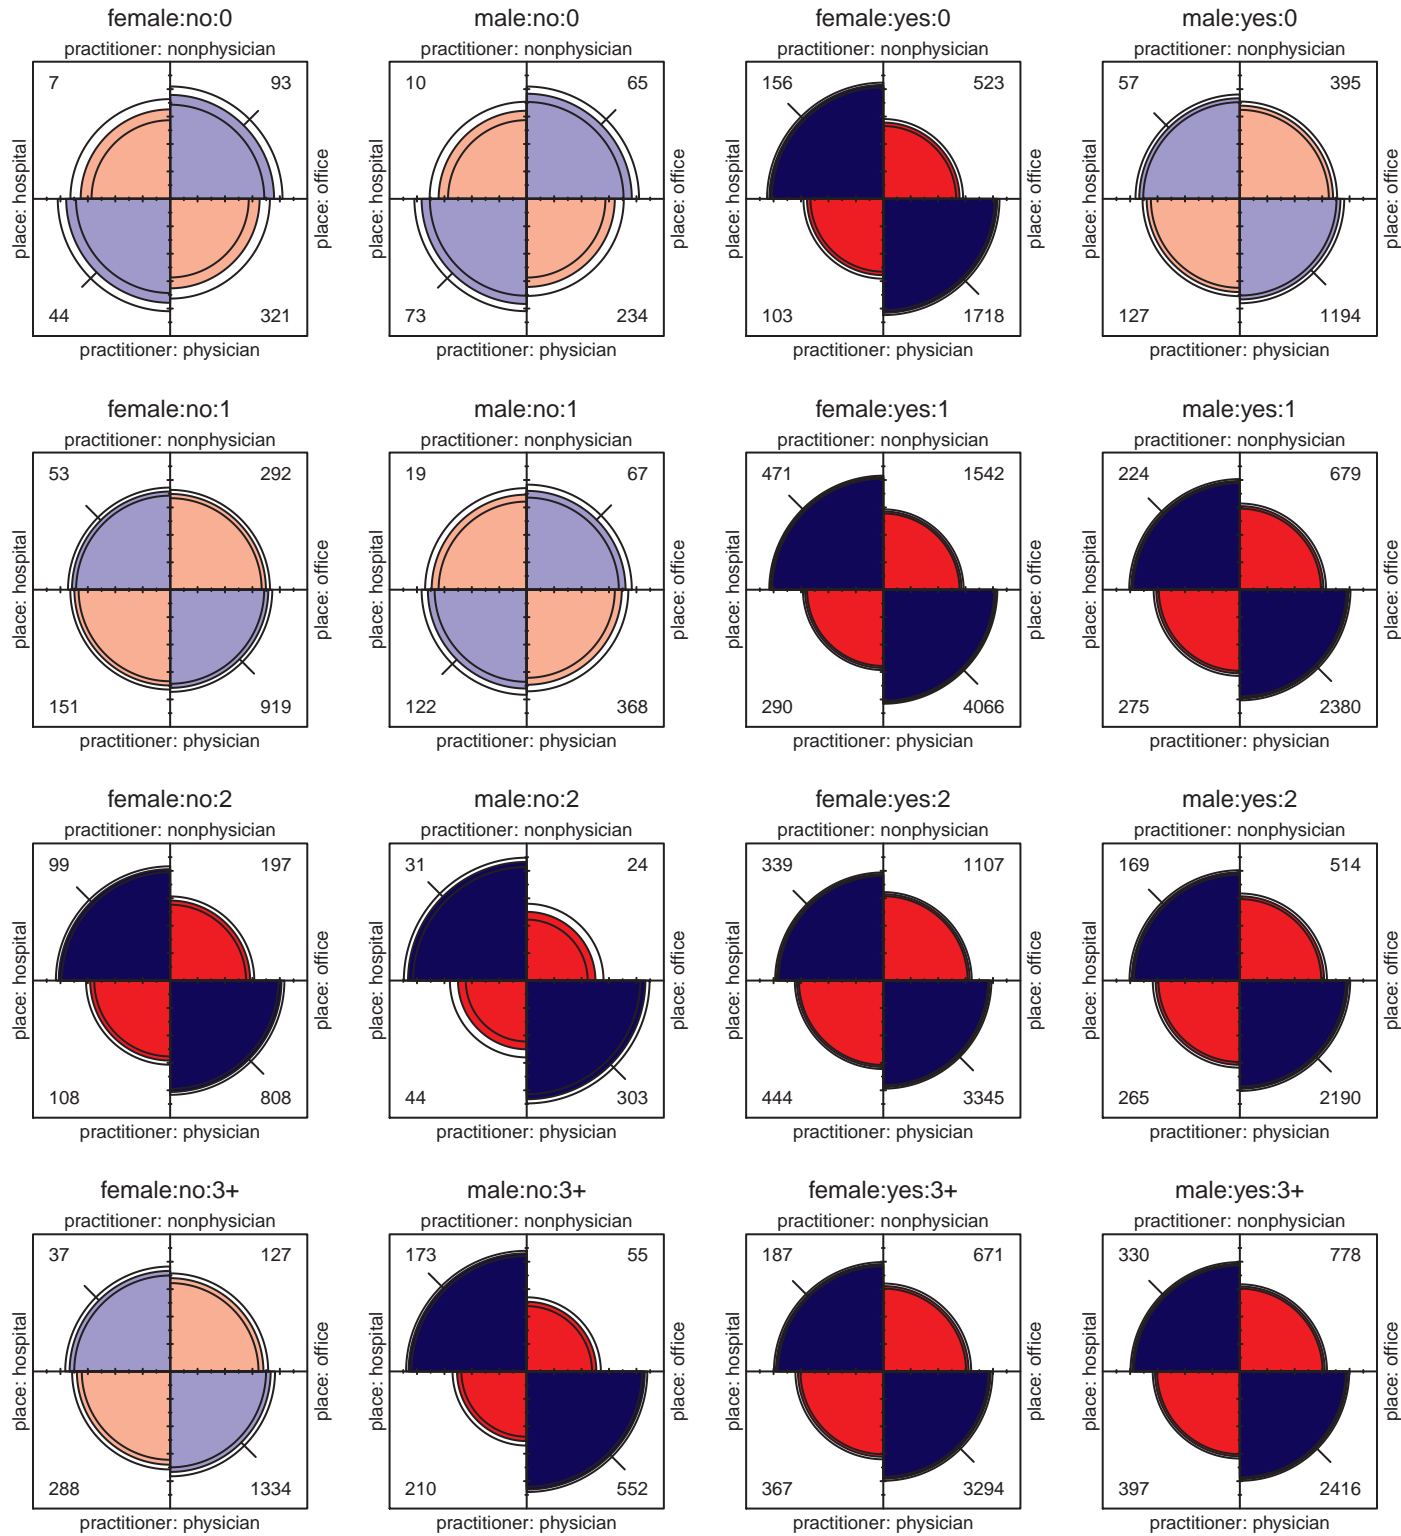 female:no:0
practitioner: nonphysician
7 93
place: hospital
place: office
44 321
practitioner: physician
male:no:0
practitioner: nonphysician
10 65
place: hospital
place: office
73 234
practitioner: physician
female:yes:0
practitioner: nonphysician
156 523
place: hospital
place: office
103 1718
practitioner: physician
male:yes:0
practitioner: nonphysician
57 395
place: hospital
place: office
127 1194
practitioner: physician
female:no:1
practitioner: nonphysician
53 292
place: hospital
place: office
151 919
practitioner: physician
male:no:1
practitioner: nonphysician
19 67
place: hospital
place: office
122 368
practitioner: physician
female:yes:1
practitioner: nonphysician
471 1542
place: hospital
place: office
290 4066
practitioner: physician
male:yes:1
practitioner: nonphysician
224 679
place: hospital
place: office
275 2380
practitioner: physician
female:no:2
practitioner: nonphysician
99 197
place: hospital
place: office
108 808
practitioner: physician
male:no:2
practitioner: nonphysician
31 24
place: hospital
place: office
44 303
practitioner: physician
female:yes:2
practitioner: nonphysician
339 1107
place: hospital
place: office
444 3345
practitioner: physician
male:yes:2
practitioner: nonphysician
169 514
place: hospital
place: office
265 2190
practitioner: physician
female:no:3+
practitioner: nonphysician
37 127
place: hospital
place: office
288 1334
practitioner: physician
male:no:3+
practitioner: nonphysician
173 55
place: hospital
place: office
210 552
practitioner: physician
female:yes:3+
practitioner: nonphysician
187 671
place: hospital
place: office
367 3294
practitioner: physician
male:yes:3+
practitioner: nonphysician
330 778
place: hospital
place: office
397 2416
practitioner: physician